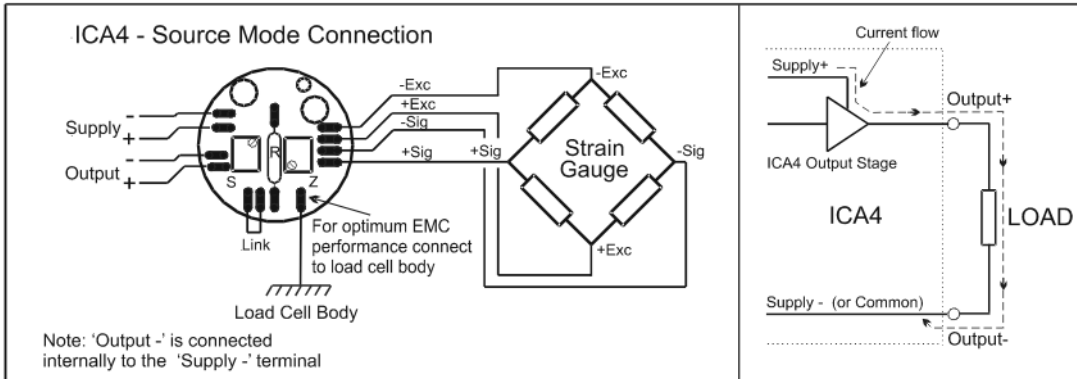 ICA4 - Source Mode Connection
-
Supply
+
-
Output
+
S
R
Z
Link
-Exc
+Exc
-Sig
+Sig
+Sig
-Exc
Strain
Gauge
-Sig
+Exc
For optimum EMC
performance connect
to load cell body
Load Cell Body
Note: 'Output -' is connected
internally to the 'Supply -' terminal
Current flow
Supply+
Output+
ICA4 Output Stage
ICA4
LOAD
Supply - (or Common)
Output-